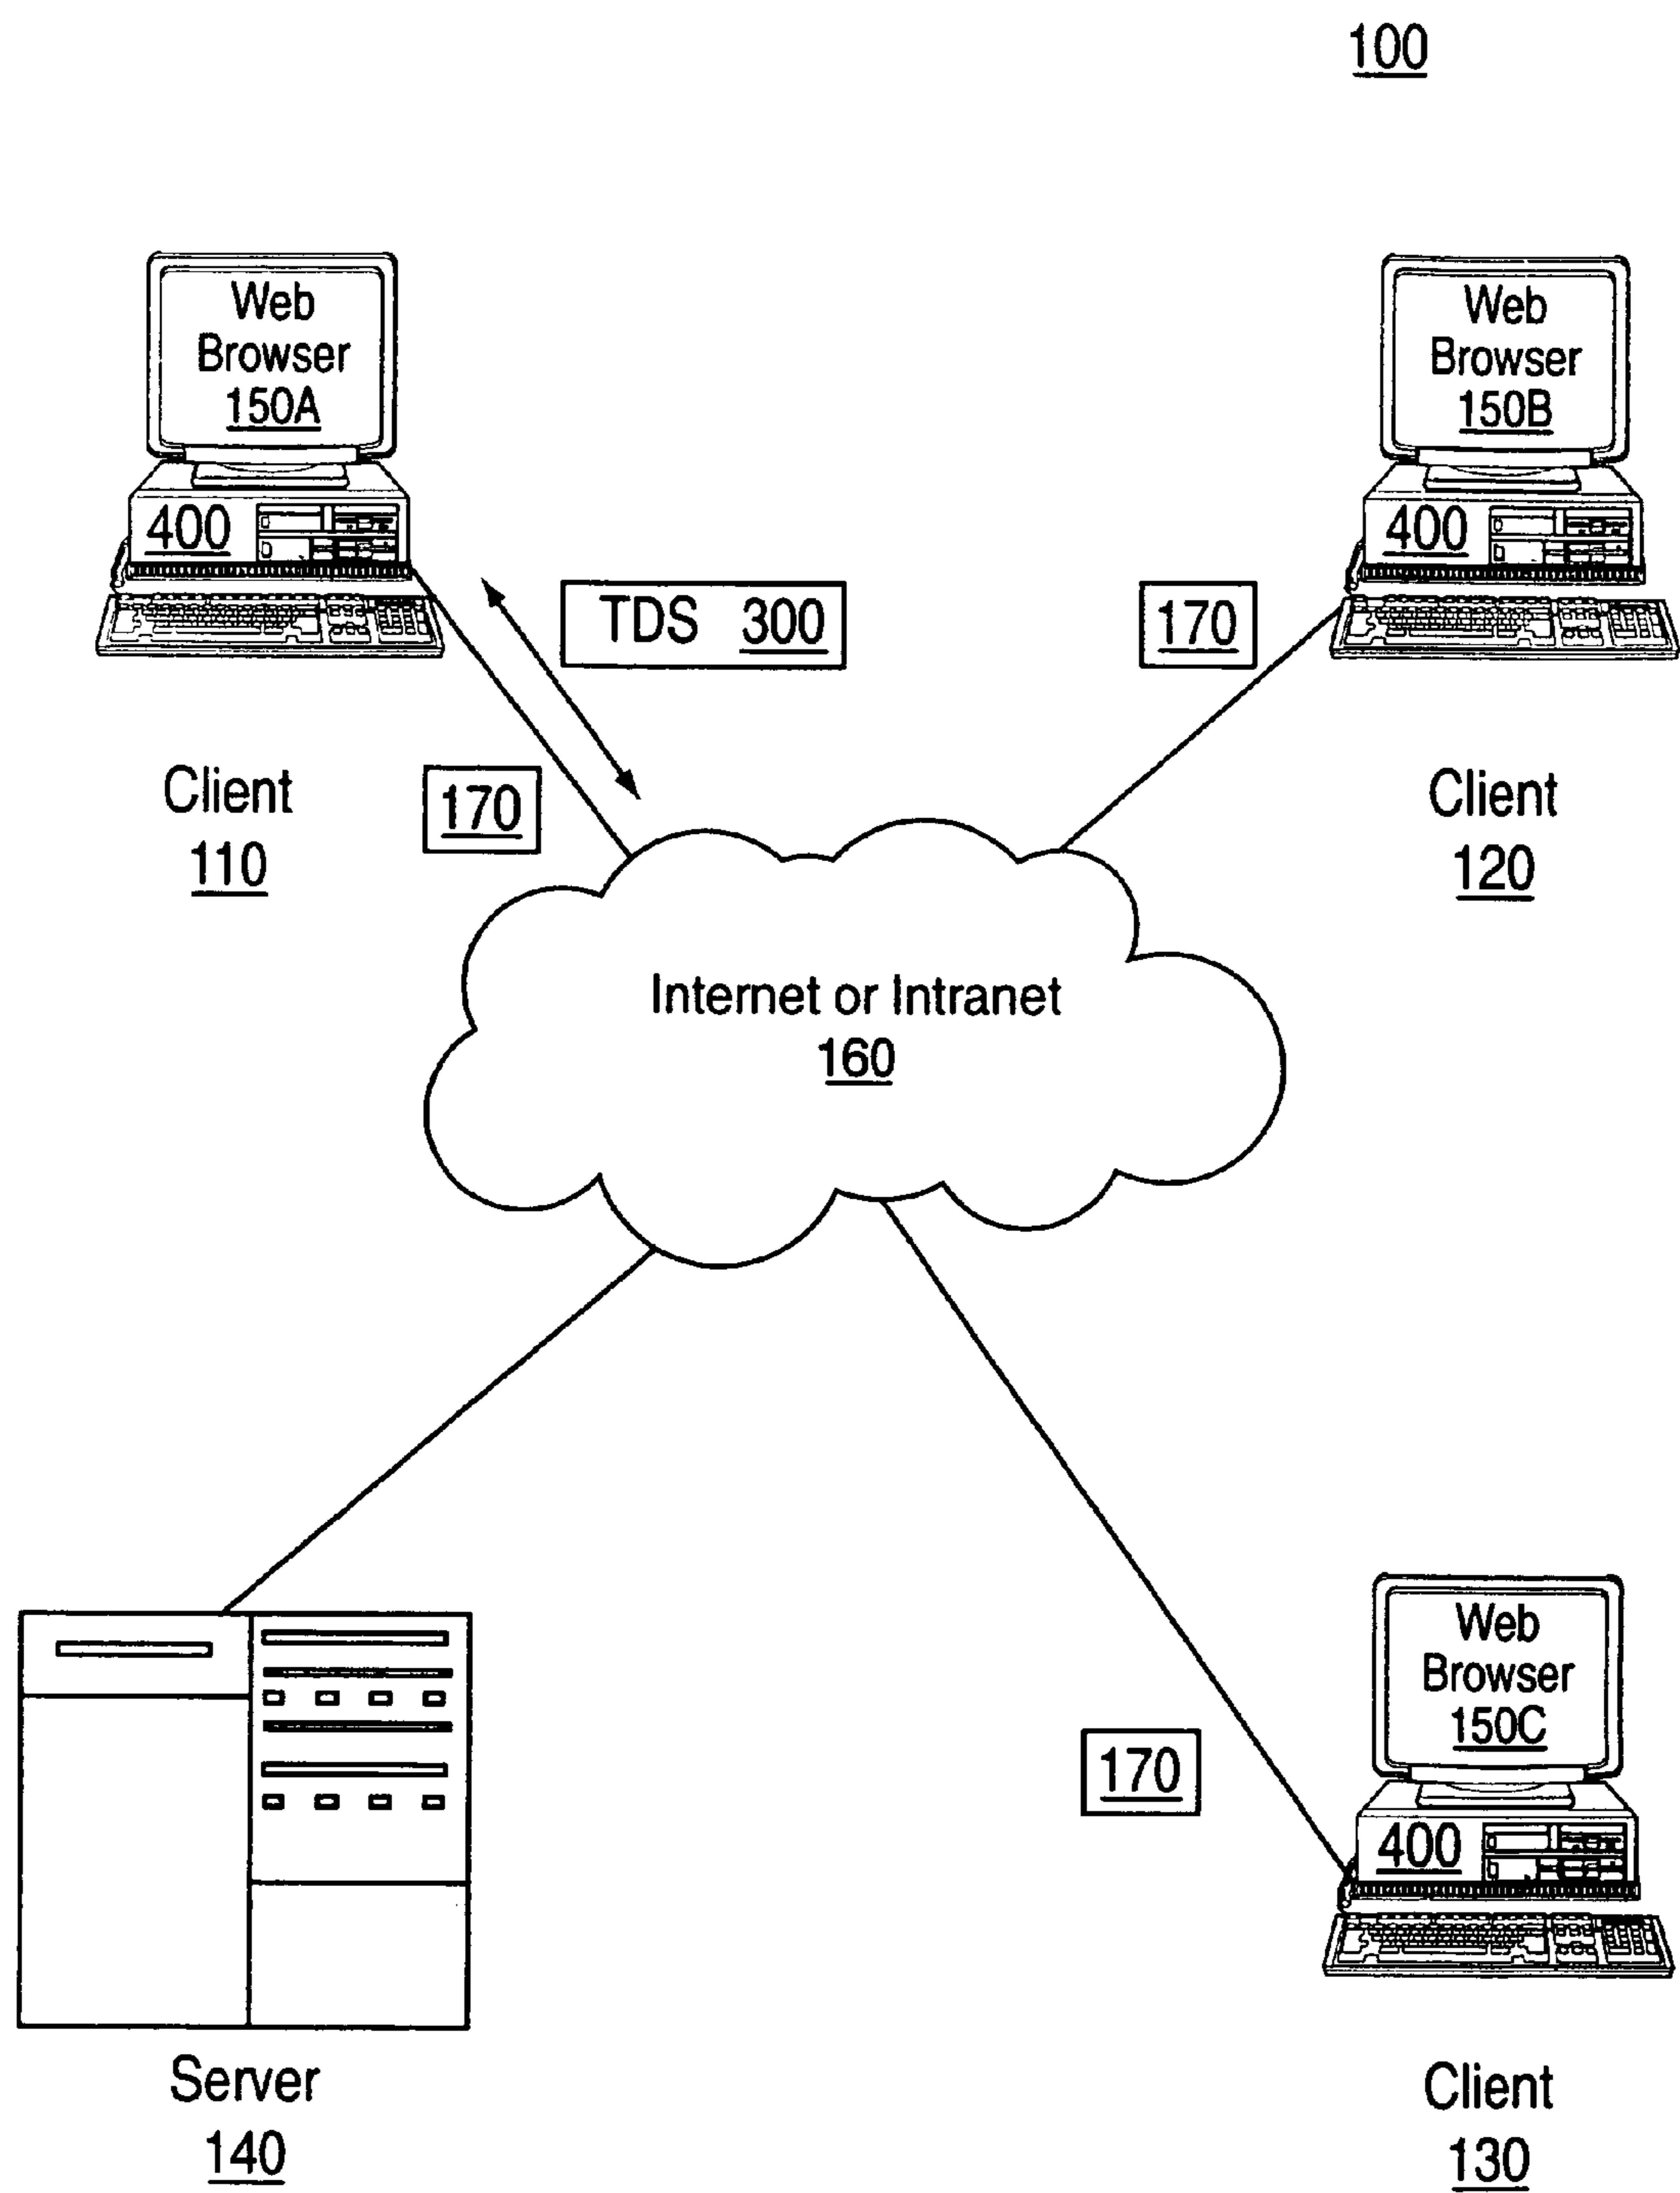 100
Web
Browser
150A
400
Web
Browser
150B
400
TDS 300
170
Client
110
170
Client
120
Internet or Intranet
160
Web
Browser
150C
400
170
Server
140
Client
130